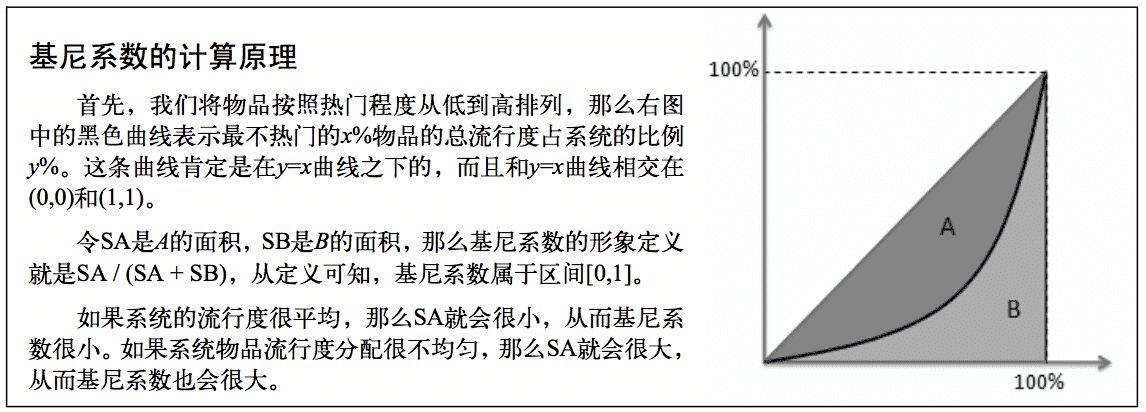 基尼系数的计算原理
首先，我们将物品按照热门程度从低到高排列，那么右图
中的黑色曲线表示最不热门的x%物品的总流行度占系统的比例
y%。这条曲线肯定是在y=x曲线之下的，而且和y=x曲线相交在
(0,0)和(1,1)。
令SA是A的面积，SB是B的面积，那么基尼系数的形象定义
就是SA / (SA + SB)，从定义可知，基尼系数属于区间[0,1]。
如果系统的流行度很平均，那么SA就会很小，从而基尼系
数很小。如果系统物品流行度分配很不均匀，那么SA就会很大，
从而基尼系数也会很大。
100%
A
B
100%